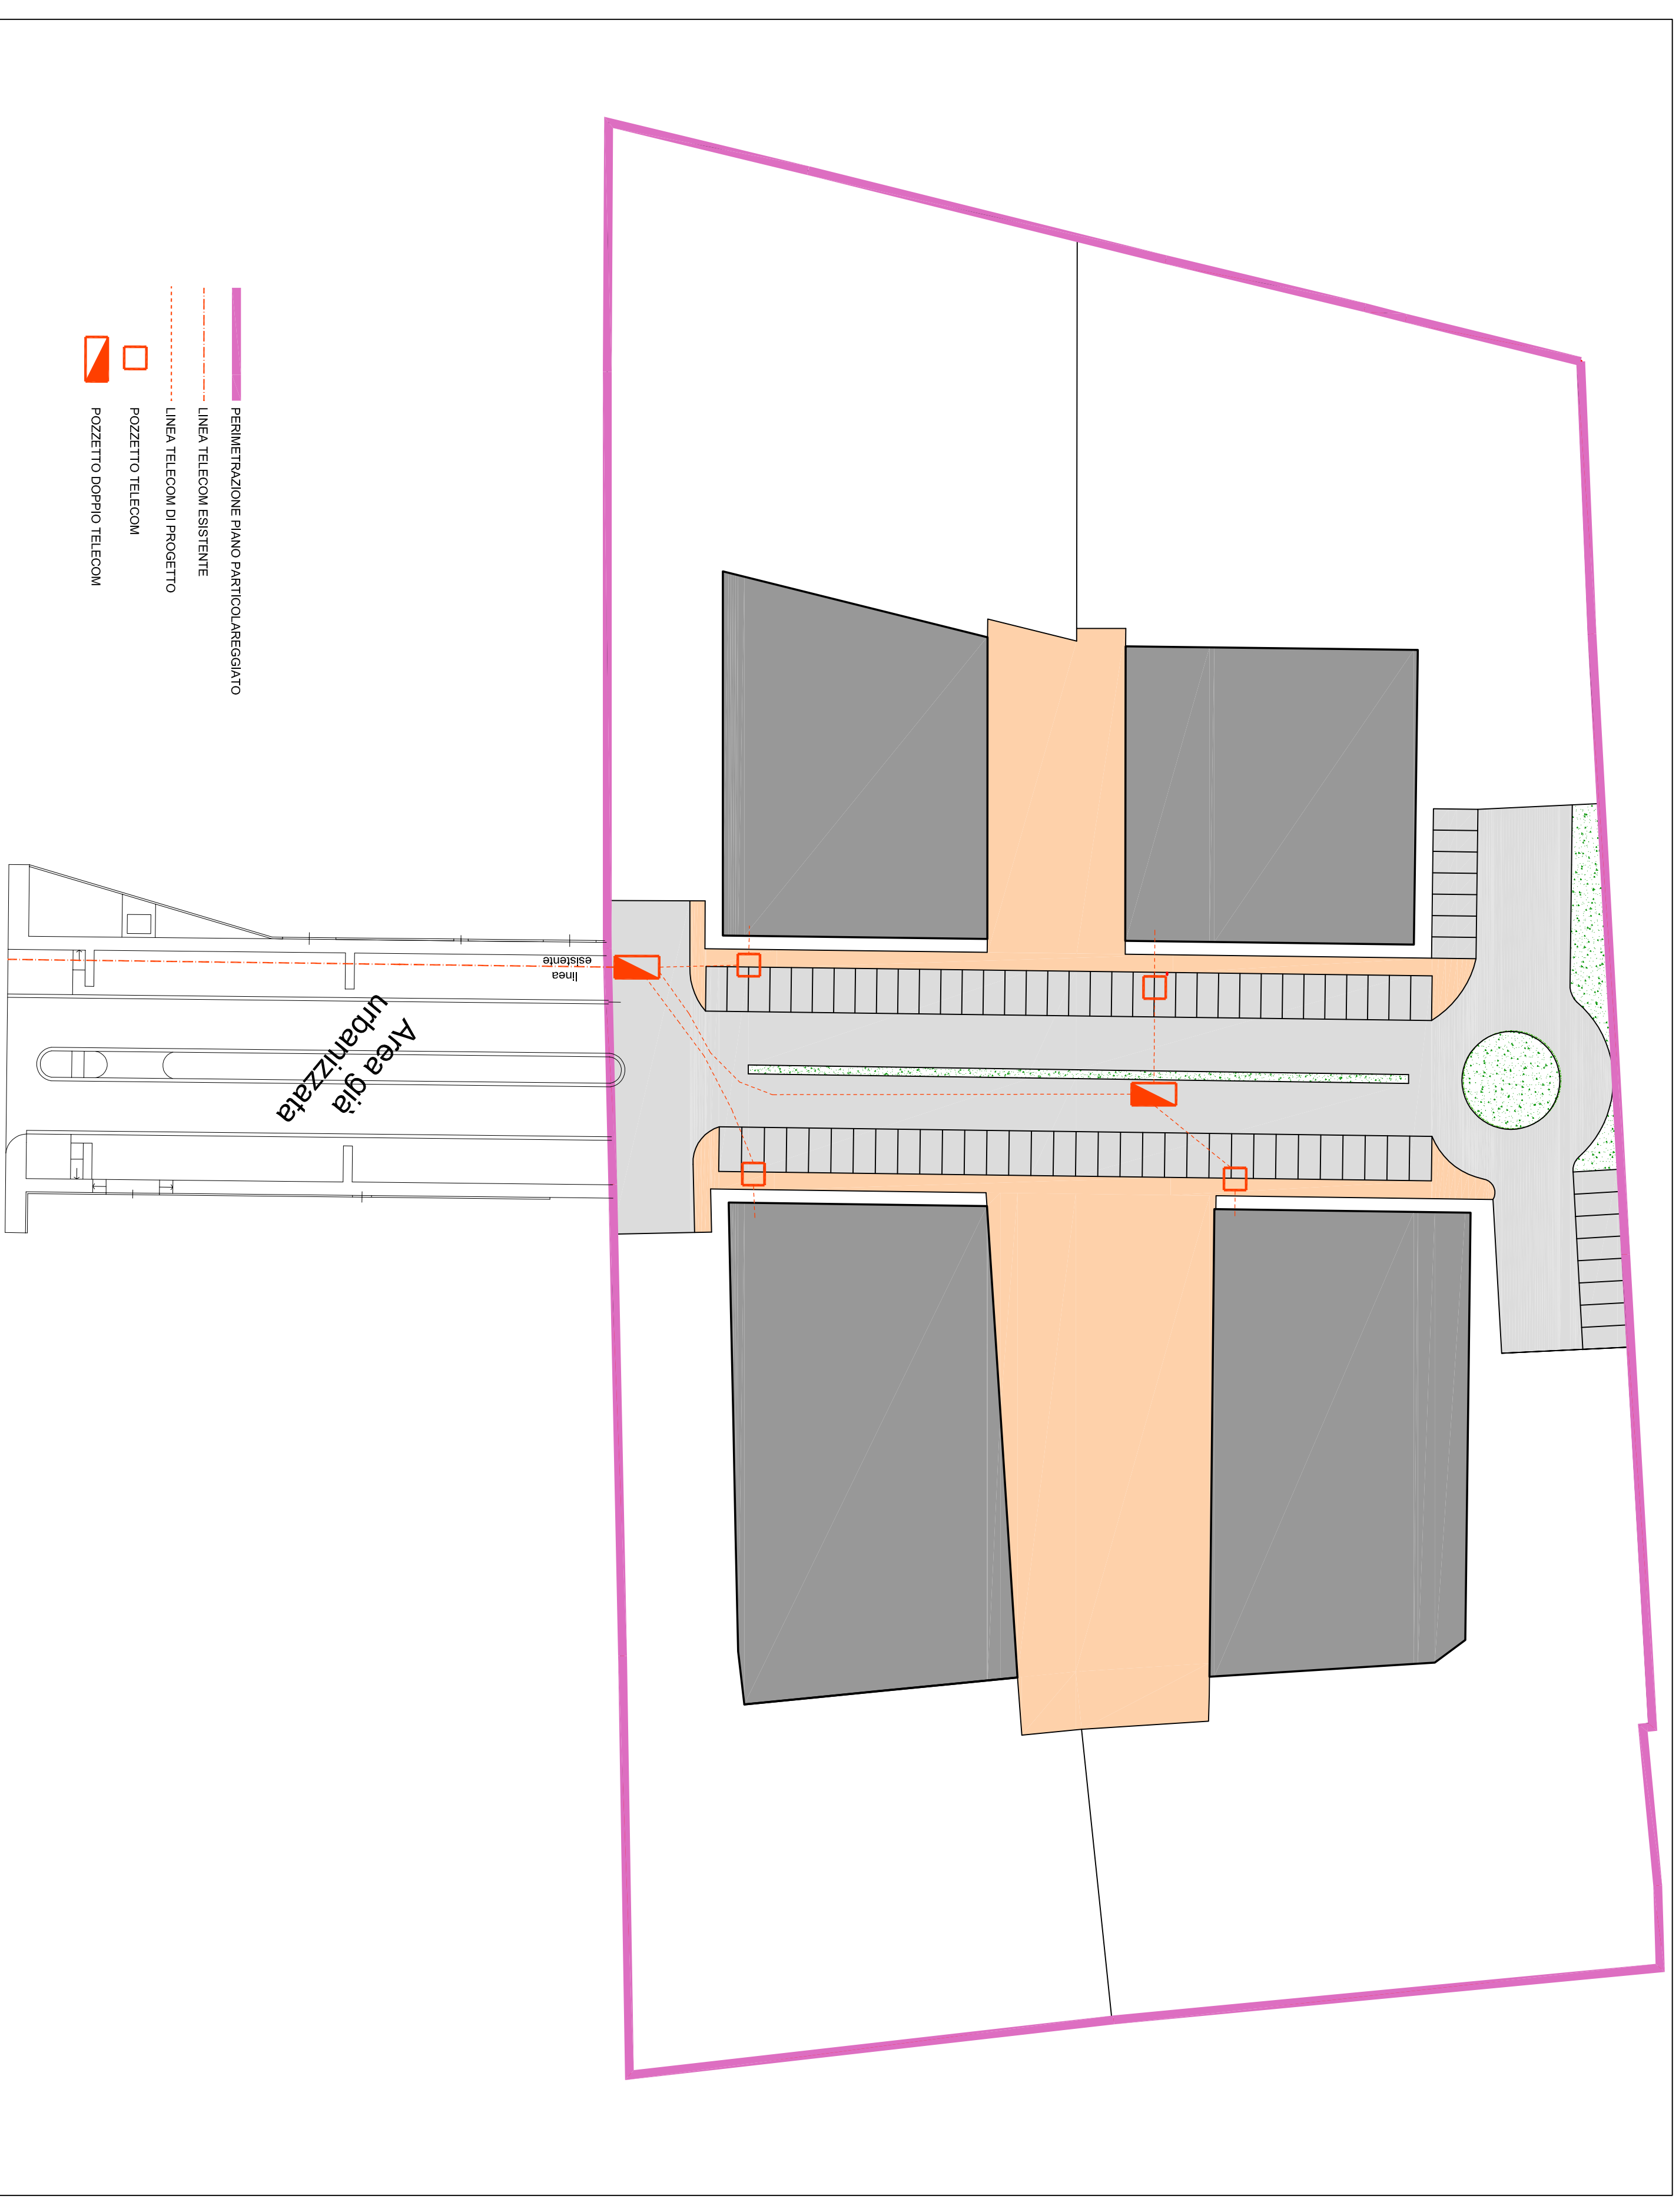 PERIMETRAZIONE PIANO PARTICOLAREGGIATO
LINEA TELECOM ESISTENTE
LINEA TELECOM DI PROGETTO
POZZETTO TELECOM
POZZETTO DOPPIO TELECOM
linea
esistente
Area già
urbanizzata